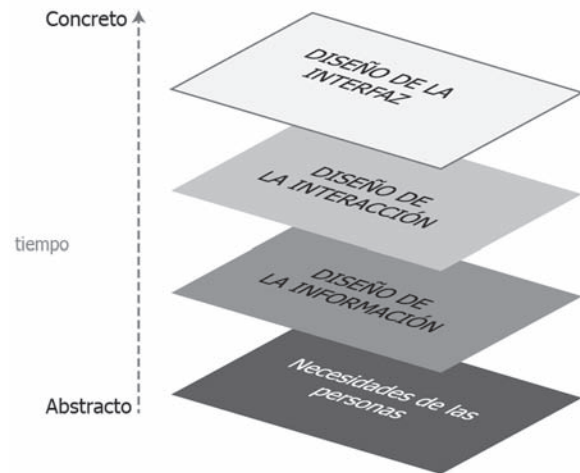 Concreto
DISEÑO DE LA
INTERFAZ
DISEÑO DE
LA INTERACCIÓN
tiempo
DISEÑO DE
LA INFORMACIÓN
Necesidades de las
personas
Abstracto